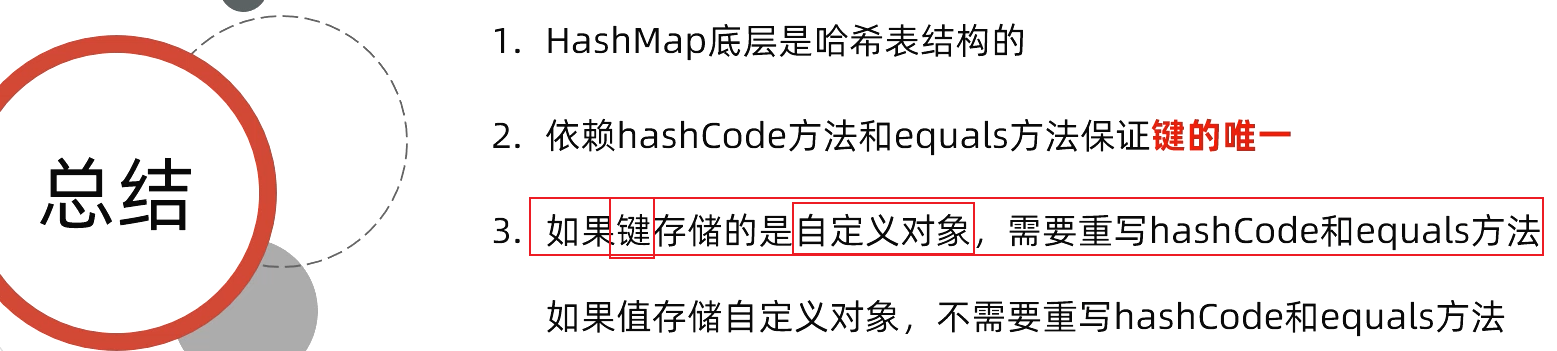 总结
1. HashMap底层是哈希表结构的
2. 依赖hashCode方法和equals方法保证键的唯一
3. 如果键存储的是自定义对象，需要重写hashCode和equals方法
如果值存储自定义对象，不需要重写hashCode和equals方法